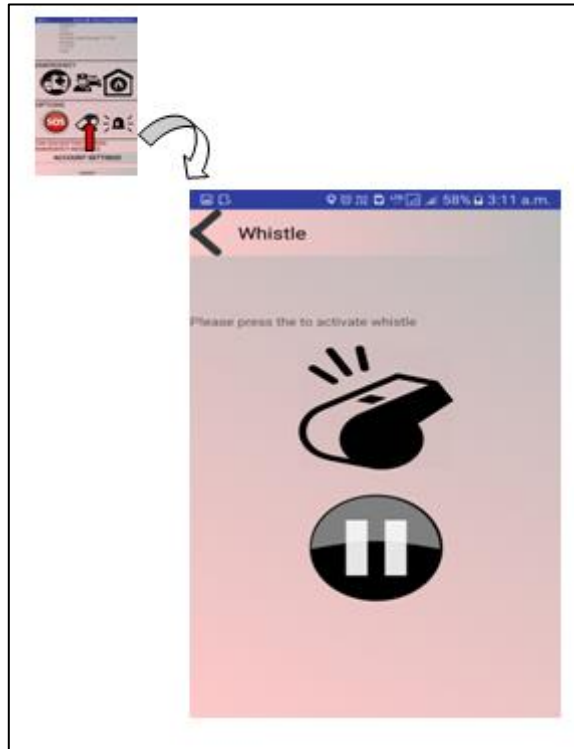 EMERGENCY
OPTIONS
SOS
ACCOUNT SETTINGS
58% 3:11 a.m.
Whistle
Please press the to activate whistle